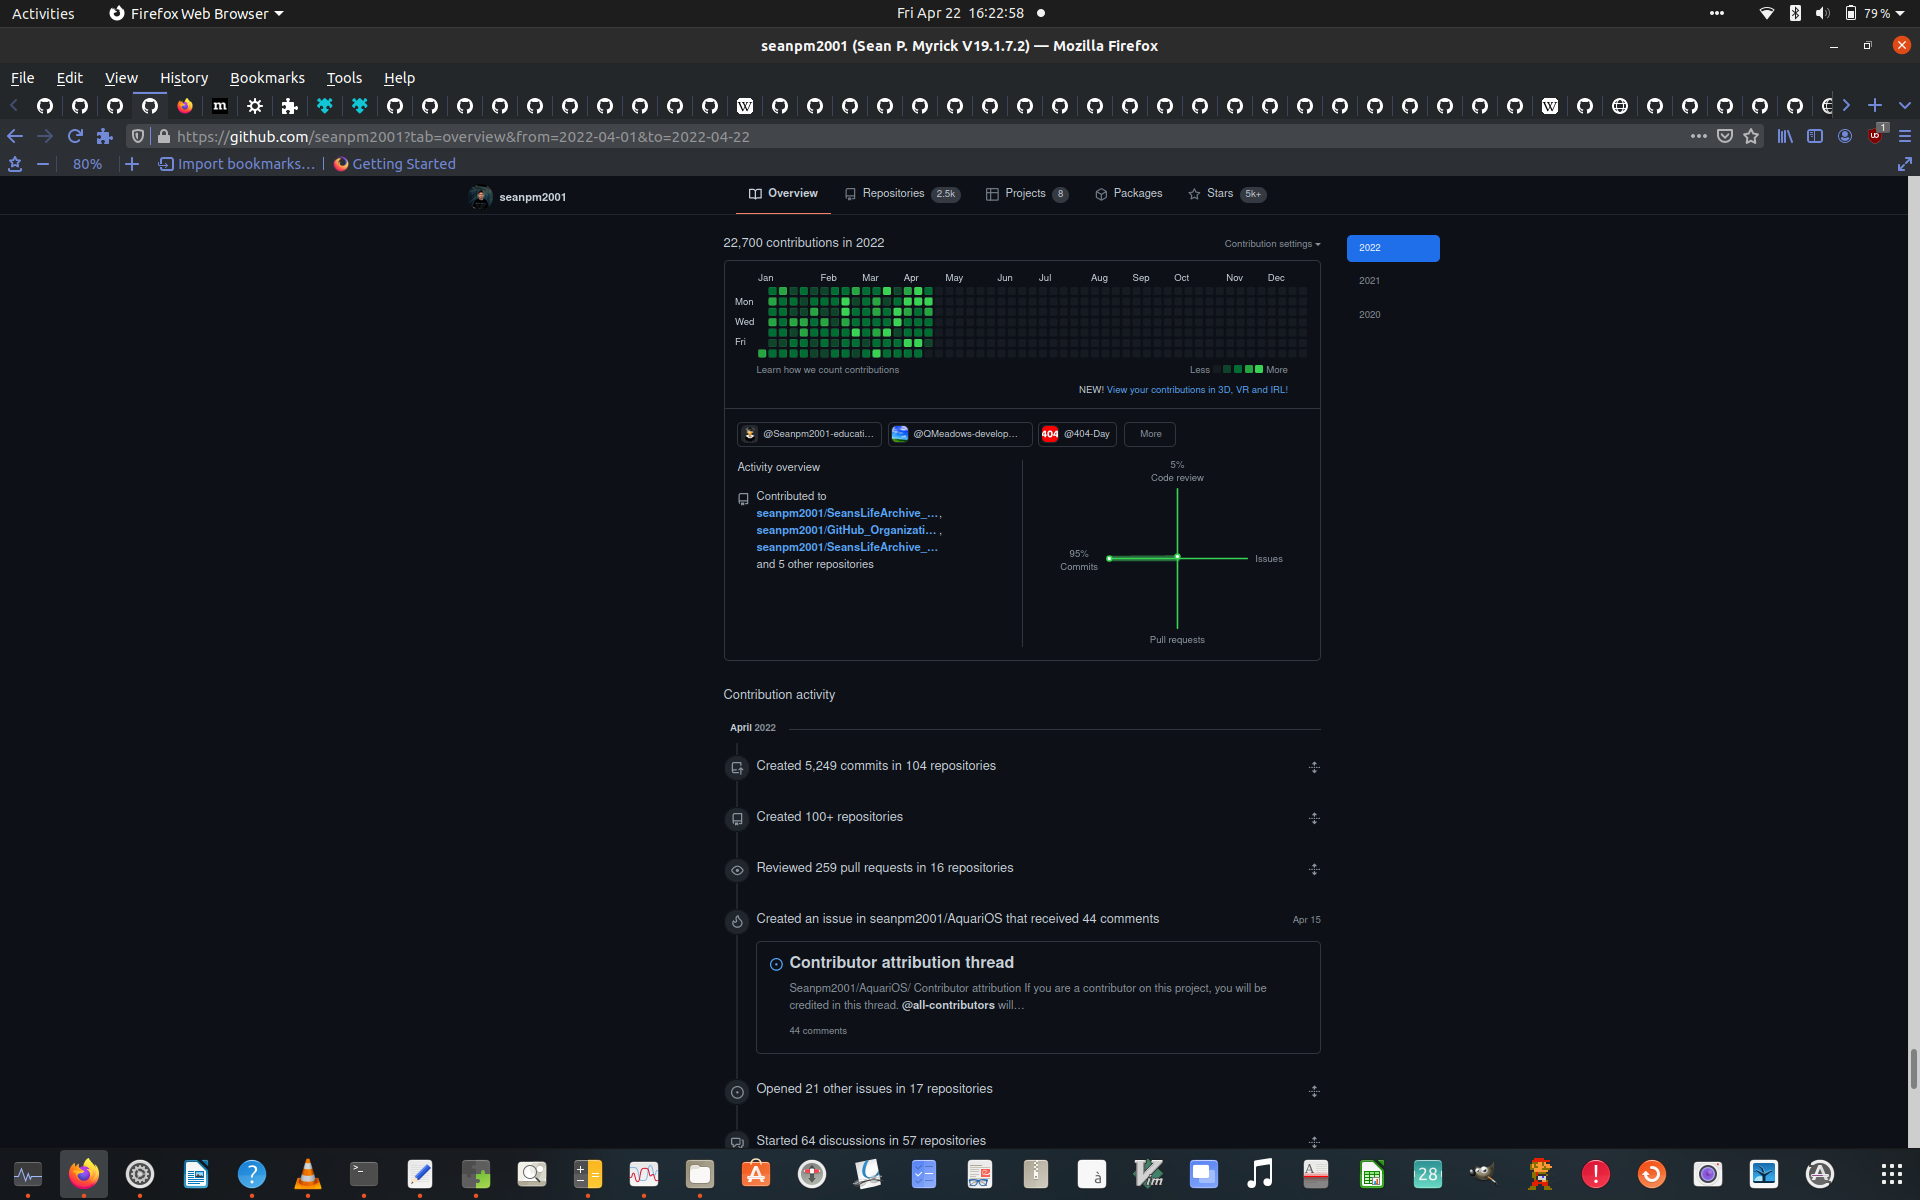 Activities
Firefox Web Browser
Fri Apr 22 16:22:58
79 %
seanpm2001 (Sean P. Myrick V19.1.7.2) — Mozilla Firefox
File Edit View History Bookmarks Tools Help
https://github.com/seanpm2001?tab=overview&from=2022-04-01&to=2022-04-22
1
80%
Import bookmarks...
Getting Started
seanpm2001
Overview
Repositories 2.5k
Projects 8
Packages
Stars 5k+
22,700 contributions in 2022
Contribution settings
2022
2021
2020
Jan Feb Mar Apr May Jun Jul Aug Sep Oct Nov Dec
Mon
Wed
Fri
Learn how we count contributions
Less More
NEW! View your contributions in 3D, VR and IRL!
@Seanpm2001-educati...
@QMeadows-develop...
404 @404-Day
More
Activity overview
Contributed to
seanpm2001/SeansLifeArchive_...,
seanpm2001/GitHub_Organizati... ,
seanpm2001/SeansLifeArchive_...
and 5 other repositories
5%
Code review
95%
Commits
Issues
Pull requests
Contribution activity
April 2022
Created 5,249 commits in 104 repositories
Created 100+ repositories
Reviewed 259 pull requests in 16 repositories
Created an issue in seanpm2001/AquariOS that received 44 comments
Apr 15
Contributor attribution thread
Seanpm2001/AquariOS/ Contributor attribution If you are a contributor on this project, you will be
credited in this thread. @all-contributors will...
44 comments
Opened 21 other issues in 17 repositories
Started 64 discussions in 57 repositories
28